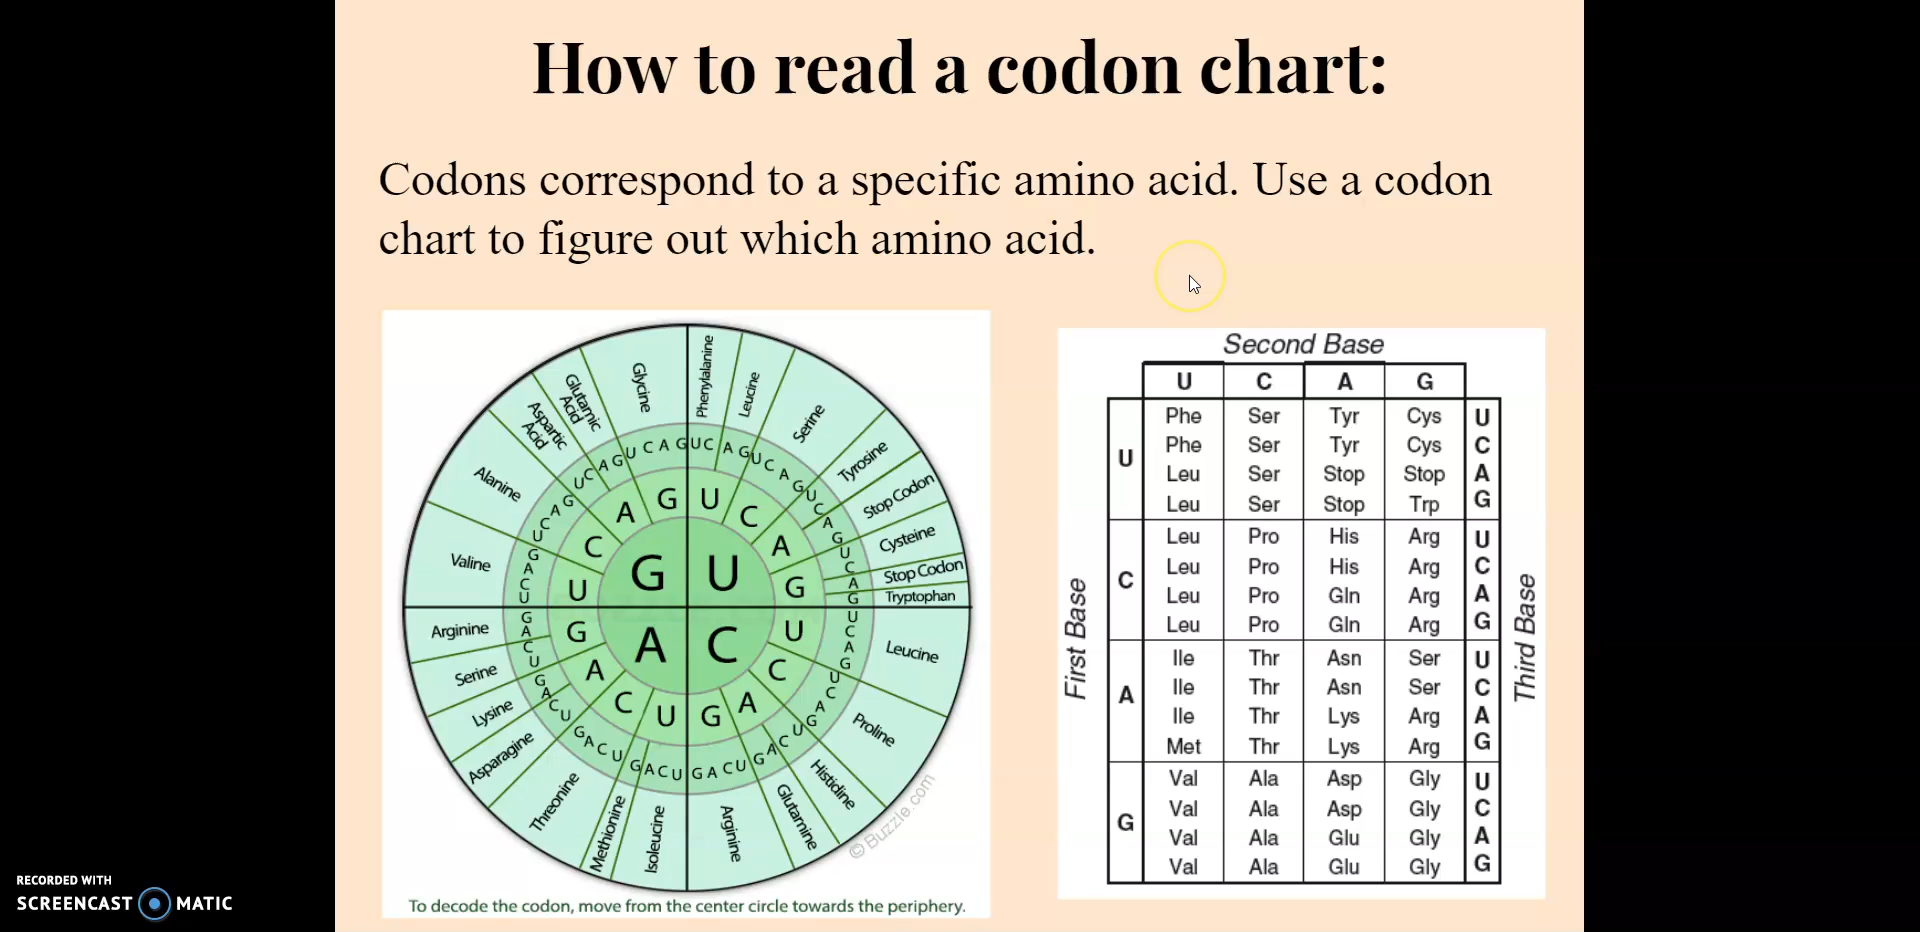 How to read a codon chart:
Codons correspond to a specific amino acid. Use a codon
chart to figure out which amino acid.
Phenylalanine
Leucine
Serine
Tyrosine
Stop Codon
Cysteine
Stop Codon
Tryptophan
Leucine
Proline
Histidine
Glutamine
Arginine
Isoleucine
Methionine
Threonine
Asparagine
Lysine
Serine
Arginine
Valine
Alanine
Aspartic
Acid
Glutamic
Acid
Glycine
U C A G U C A G U C A G U C A G
U C A G U C A G U C A G U C A G
U C A G U C A G U C A G U C A G
U C A G U C A G U C A G U C A G
U C A G
U C A G
U C A G
U C A G
G U
A C
© Buzzle.com
To decode the codon, move from the center circle towards the periphery.
Second Base
U C A G
First Base
Third Base
U
Phe Ser Tyr Cys U
Phe Ser Tyr Cys C
Leu Ser Stop Stop A
Leu Ser Stop Trp G
C
Leu Pro His Arg U
Leu Pro His Arg C
Leu Pro Gln Arg A
Leu Pro Gln Arg G
A
Ile Thr Asn Ser U
Ile Thr Asn Ser C
Ile Thr Lys Arg A
Met Thr Lys Arg G
G
Val Ala Asp Gly U
Val Ala Asp Gly C
Val Ala Glu Gly A
Val Ala Glu Gly G
RECORDED WITH
SCREENCAST MATIC